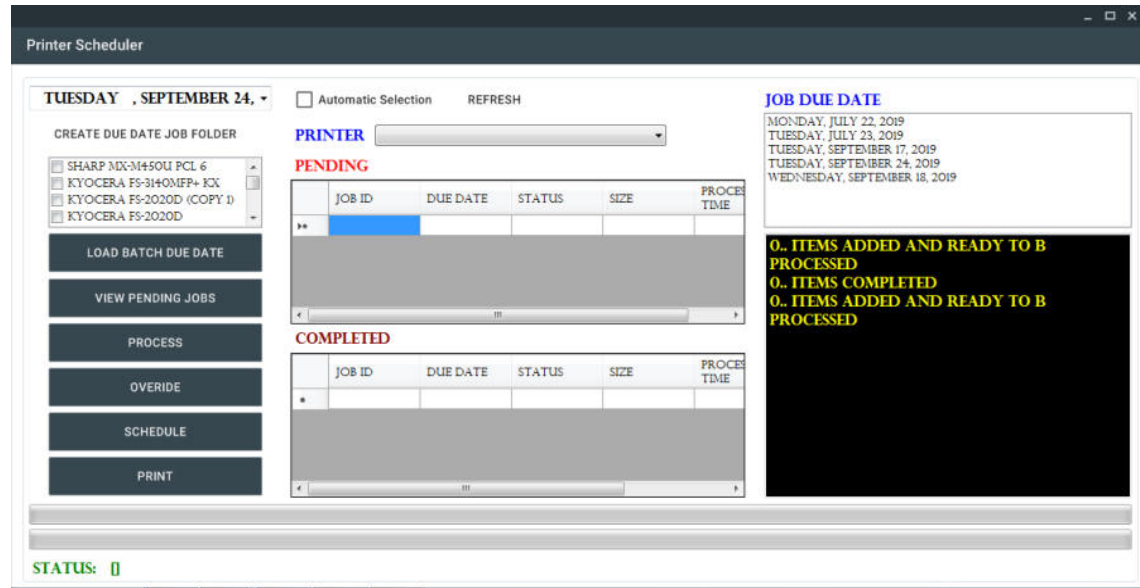 Printer Scheduler
TUESDAY , SEPTEMBER 24,
CREATE DUE DATE JOB FOLDER
SHARP MX-M450U PCL 6
KYOCERA FS-3140MFP+ KX
KYOCERA FS-2020D (COPY 1)
KYOCERA FS-2020D
LOAD BATCH DUE DATE
VIEW PENDING JOBS
PROCESS
OVERIDE
SCHEDULE
PRINT
Automatic Selection REFRESH
PRINTER
PENDING
JOB ID DUE DATE STATUS SIZE PROCES
TIME
COMPLETED
JOB ID DUE DATE STATUS SIZE PROCES
TIME
JOB DUE DATE
MONDAY, JULY 22, 2019
TUESDAY, JULY 23, 2019
TUESDAY, SEPTEMBER 17, 2019
TUESDAY, SEPTEMBER 24, 2019
WEDNESDAY, SEPTEMBER 18, 2019
0.. ITEMS ADDED AND READY TO B
PROCESSED
0.. ITEMS COMPLETED
0.. ITEMS ADDED AND READY TO B
PROCESSED
STATUS: []